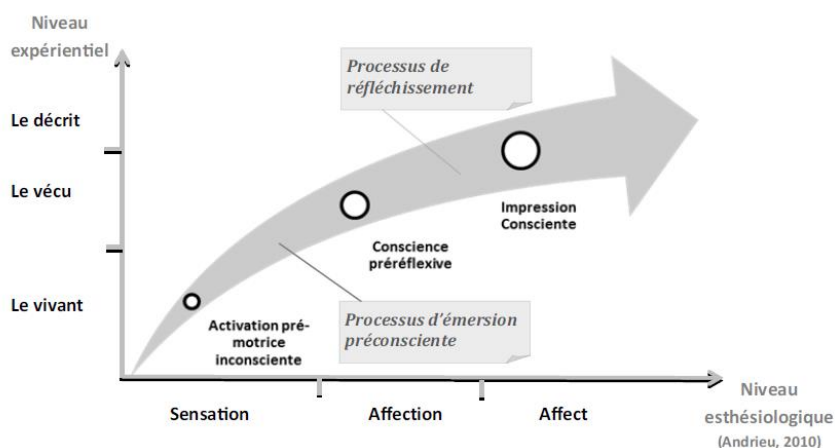 Niveau
expérientiel
Le décrit
Le vécu
Le vivant
Processus de
réfléchissement
Impression
Consciente
Conscience
préréflexive
Processus d'émersion
préconsciente
Activation pré-
motrice
inconsciente
Sensation
Affection
Affect
Niveau
esthésiologique
(Andrieu, 2010)